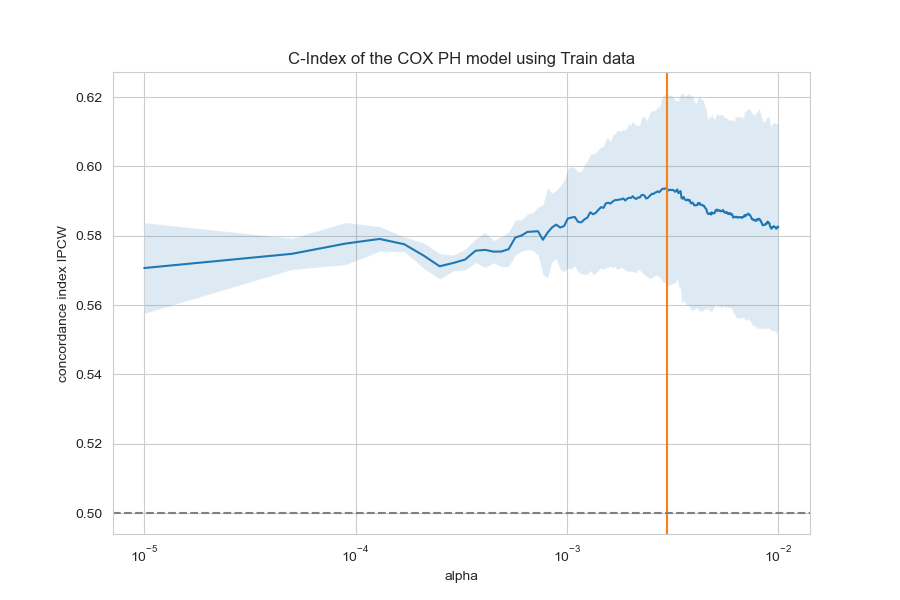 C-Index of the COX PH model using Train data
concordance index IPCW
0.62
0.60
0.58
0.56
0.54
0.52
0.50
10⁻⁵ 10⁻⁴ 10⁻³ 10⁻²
alpha